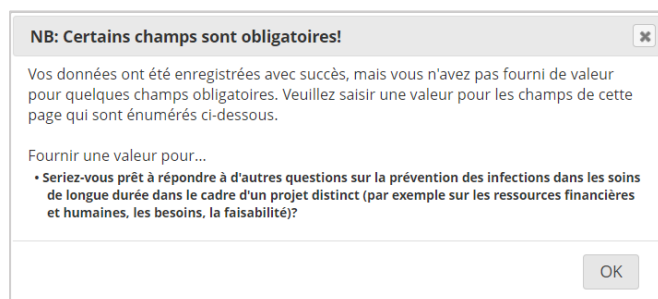 NB: Certains champs sont obligatoires!
Vos données ont été enregistrées avec succès, mais vous n'avez pas fourni de valeur
pour quelques champs obligatoires. Veuillez saisir une valeur pour les champs de cette
page qui sont énumérés ci-dessous.
Fournir une valeur pour...
• Seriez-vous prêt à répondre à d'autres questions sur la prévention des infections dans les soins
de longue durée dans le cadre d'un projet distinct (par exemple sur les ressources financières
et humaines, les besoins, la faisabilité)?
OK